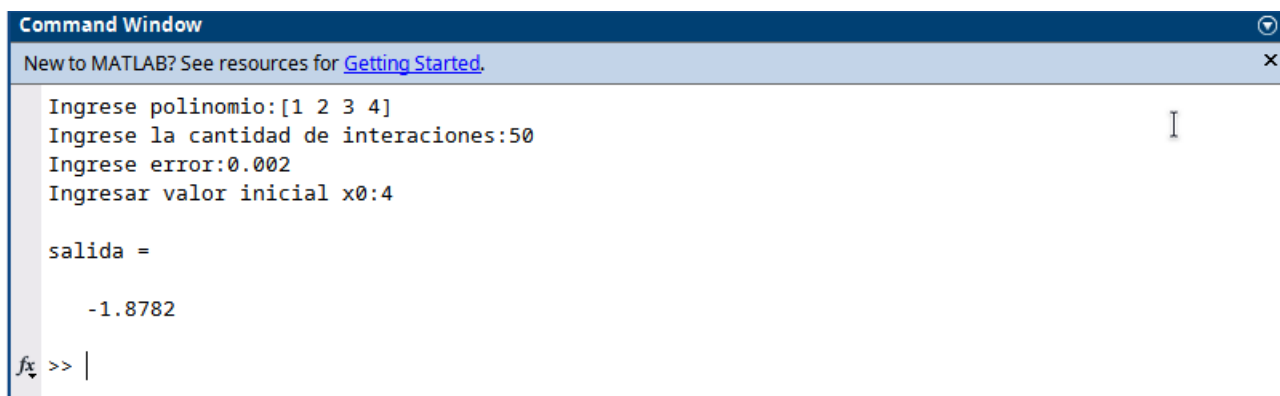 Command Window
New to MATLAB? See resources for Getting Started.
Ingrese polinomio:[1 2 3 4]
Ingrese la cantidad de interaciones:50
Ingrese error:0.002
Ingresar valor inicial x0:4
salida =
-1.8782
fx >>